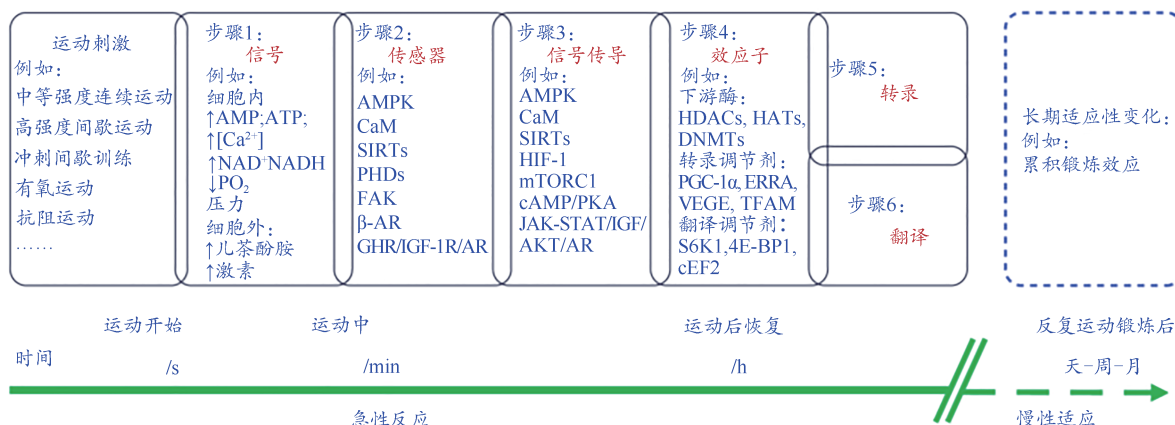 运动刺激
例如：
中等强度连续运动
高强度间歇运动
冲刺间歇训练
有氧运动
抗阻运动
……
步骤1：
信号
例如：
细胞内
↑AMP;ATP;
↑[Ca²⁺]
↑NAD⁺NADH
↓PO₂
压力
细胞外：
↑儿茶酚胺
↑激素
步骤2：
传感器
例如：
AMPK
CaM
SIRTs
PHDs
FAK
β-AR
GHR/IGF-1R/AR
步骤3：
信号传导
例如：
AMPK
CaM
SIRTs
HIF-1
mTORC1
cAMP/PKA
JAK-STAT/IGF/
AKT/AR
步骤4：
效应子
例如：
下游酶：
HDACs, HATs,
DNMTs
转录调节剂：
PGC-1α, ERRA,
VEGE, TFAM
翻译调节剂：
S6K1,4E-BP1,
cEF2
步骤5：
转录
步骤6：
翻译
长期适应性变化：
例如：
累积锻炼效应
运动开始
运动中
运动后恢复
反复运动锻炼后
时间
/s
/min
/h
天-周-月
急性反应
慢性适应